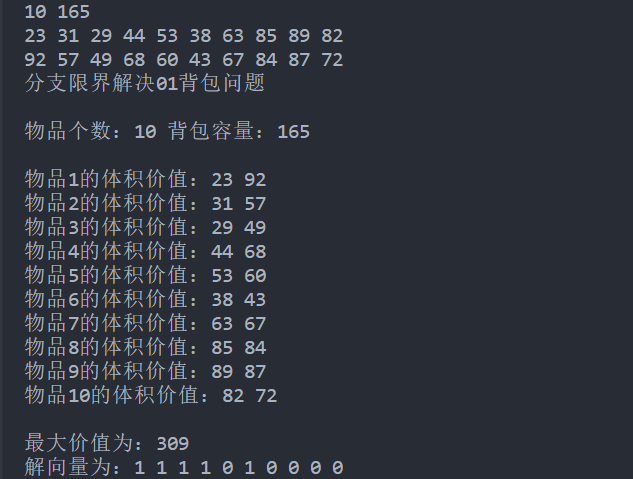 10 165
23 31 29 44 53 38 63 85 89 82
92 57 49 68 60 43 67 84 87 72
分支限界解决01背包问题
物品个数：10 背包容量：165
物品1的体积价值：23 92
物品2的体积价值：31 57
物品3的体积价值：29 49
物品4的体积价值：44 68
物品5的体积价值：53 60
物品6的体积价值：38 43
物品7的体积价值：63 67
物品8的体积价值：85 84
物品9的体积价值：89 87
物品10的体积价值：82 72
最大价值为：309
解向量为：1 1 1 1 0 1 0 0 0 0